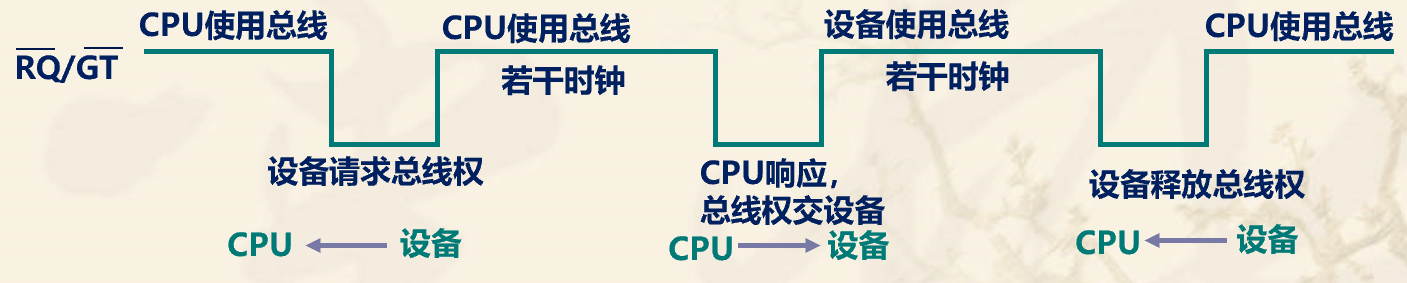 CPU使用总线
CPU使用总线
设备使用总线
CPU使用总线
R̅Q̅/G̅T̅
若干时钟
若干时钟
设备请求总线权
CPU响应，
总线权交设备
设备释放总线权
CPU 设备
CPU 设备
CPU 设备